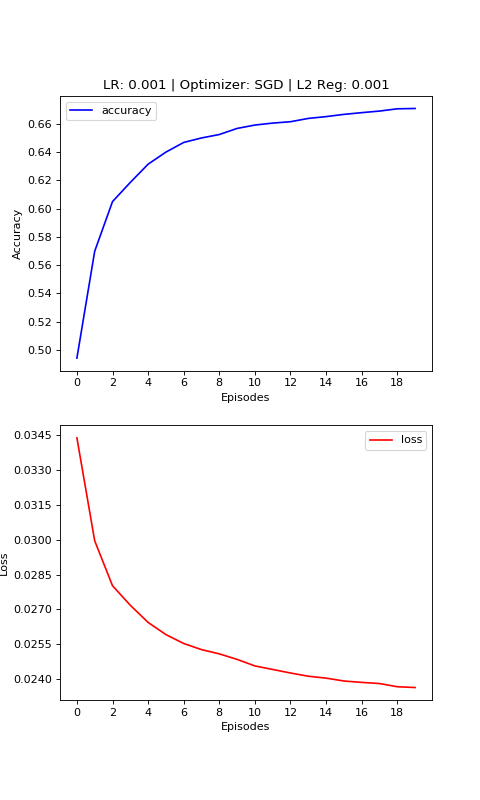 LR: 0.001 | Optimizer: SGD | L2 Reg: 0.001
accuracy
Accuracy
0.66
0.64
0.62
0.60
0.58
0.56
0.54
0.52
0.50
0 2 4 6 8 10 12 14 16 18
Episodes
loss
Loss
0.0345
0.0330
0.0315
0.0300
0.0285
0.0270
0.0255
0.0240
0 2 4 6 8 10 12 14 16 18
Episodes